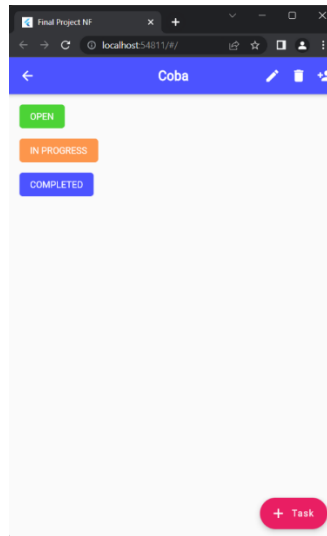 Final Project NF
localhost:54811/#/
Coba
OPEN
IN PROGRESS
COMPLETED
+ Task